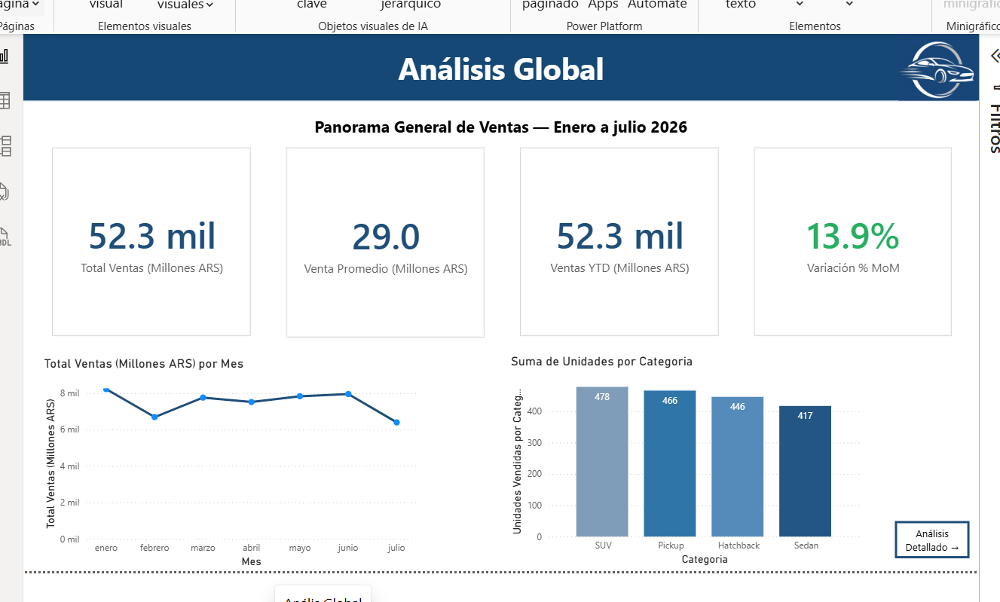 ágina
visual
visuales
clave
jerárquico
paginado Apps Automate
texto
minigráfic
Páginas
Elementos visuales
Objetos visuales de IA
Power Platform
Elementos
Minigráfico
Análisis Global
Filtros
Panorama General de Ventas — Enero a julio 2026
52.3 mil
Total Ventas (Millones ARS)
29.0
Venta Promedio (Millones ARS)
52.3 mil
Ventas YTD (Millones ARS)
13.9%
Variación % MoM
Total Ventas (Millones ARS) por Mes
Total Ventas (Millones ARS)
8 mil
6 mil
4 mil
2 mil
0 mil
enero febrero marzo abril mayo junio julio
Mes
Suma de Unidades por Categoria
Unidades Vendidas por Categ...
400
300
200
100
0
478 466 446 417
SUV Pickup Hatchback Sedan
Categoria
Análisis
Detallado →